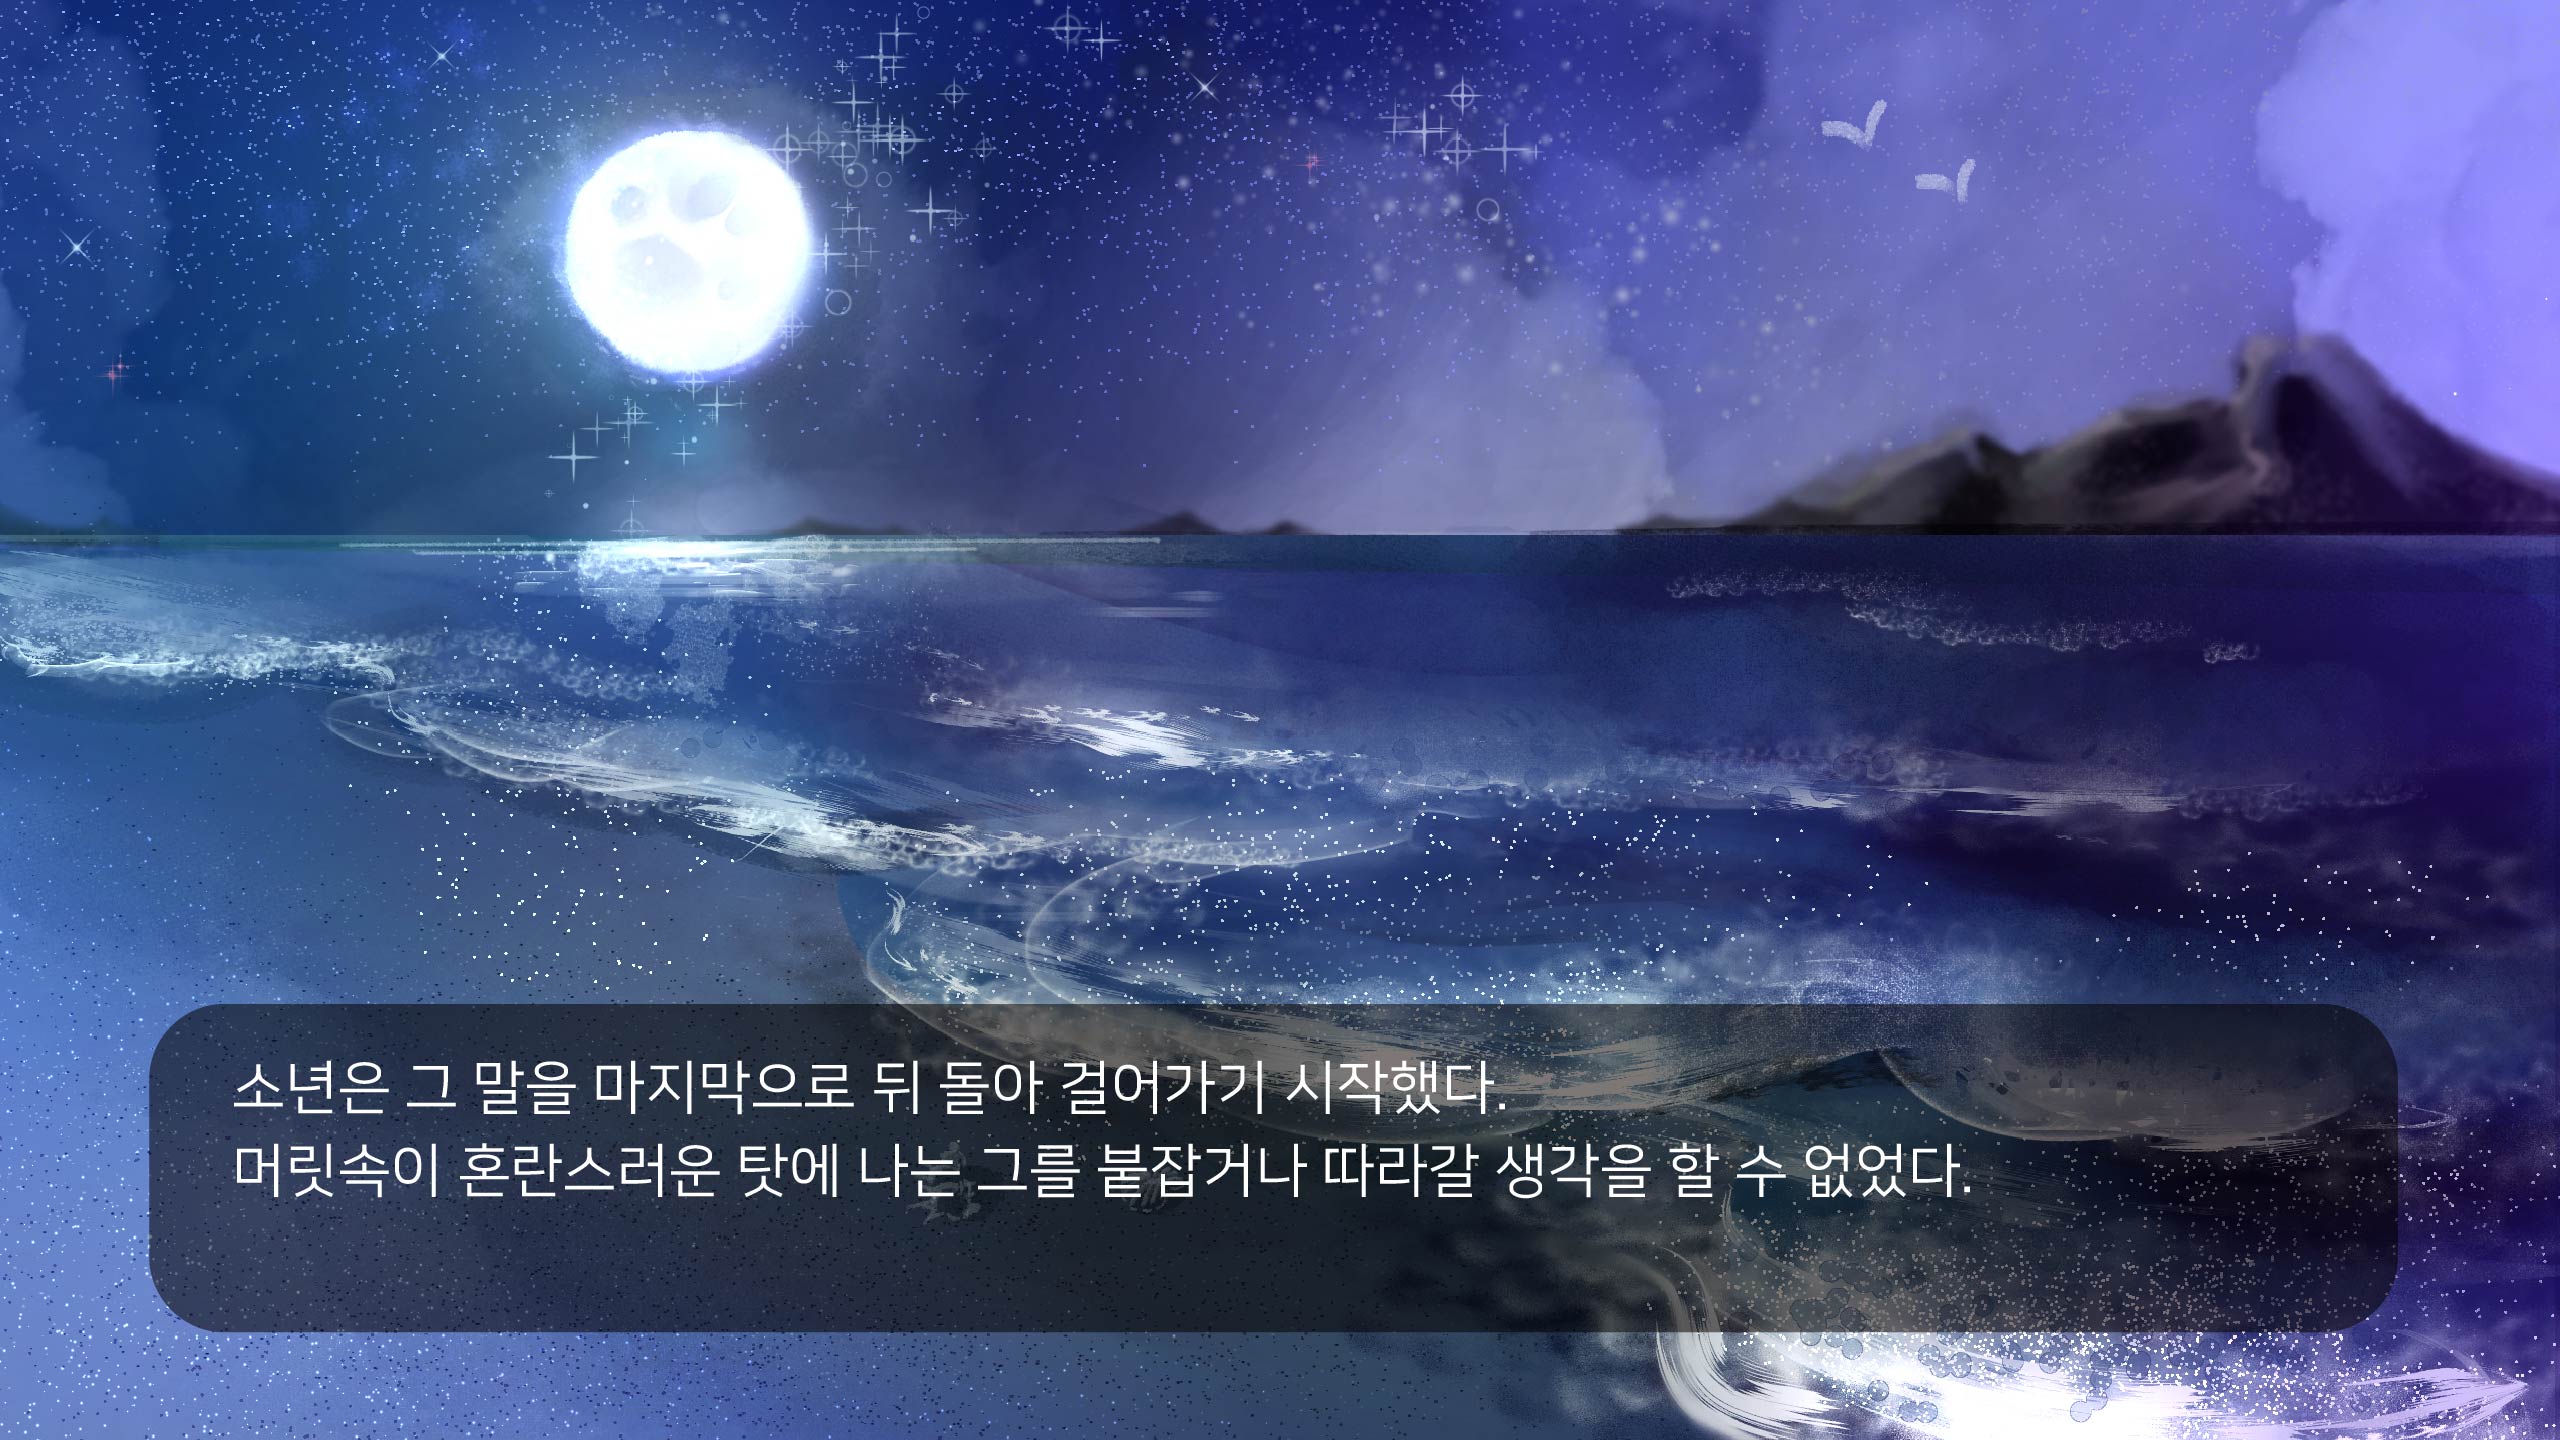 소년은 그 말을 마지막으로 뒤 돌아 걸어가기 시작했다.
머릿속이 혼란스러운 탓에 나는 그를 붙잡거나 따라갈 생각을 할 수 없었다.